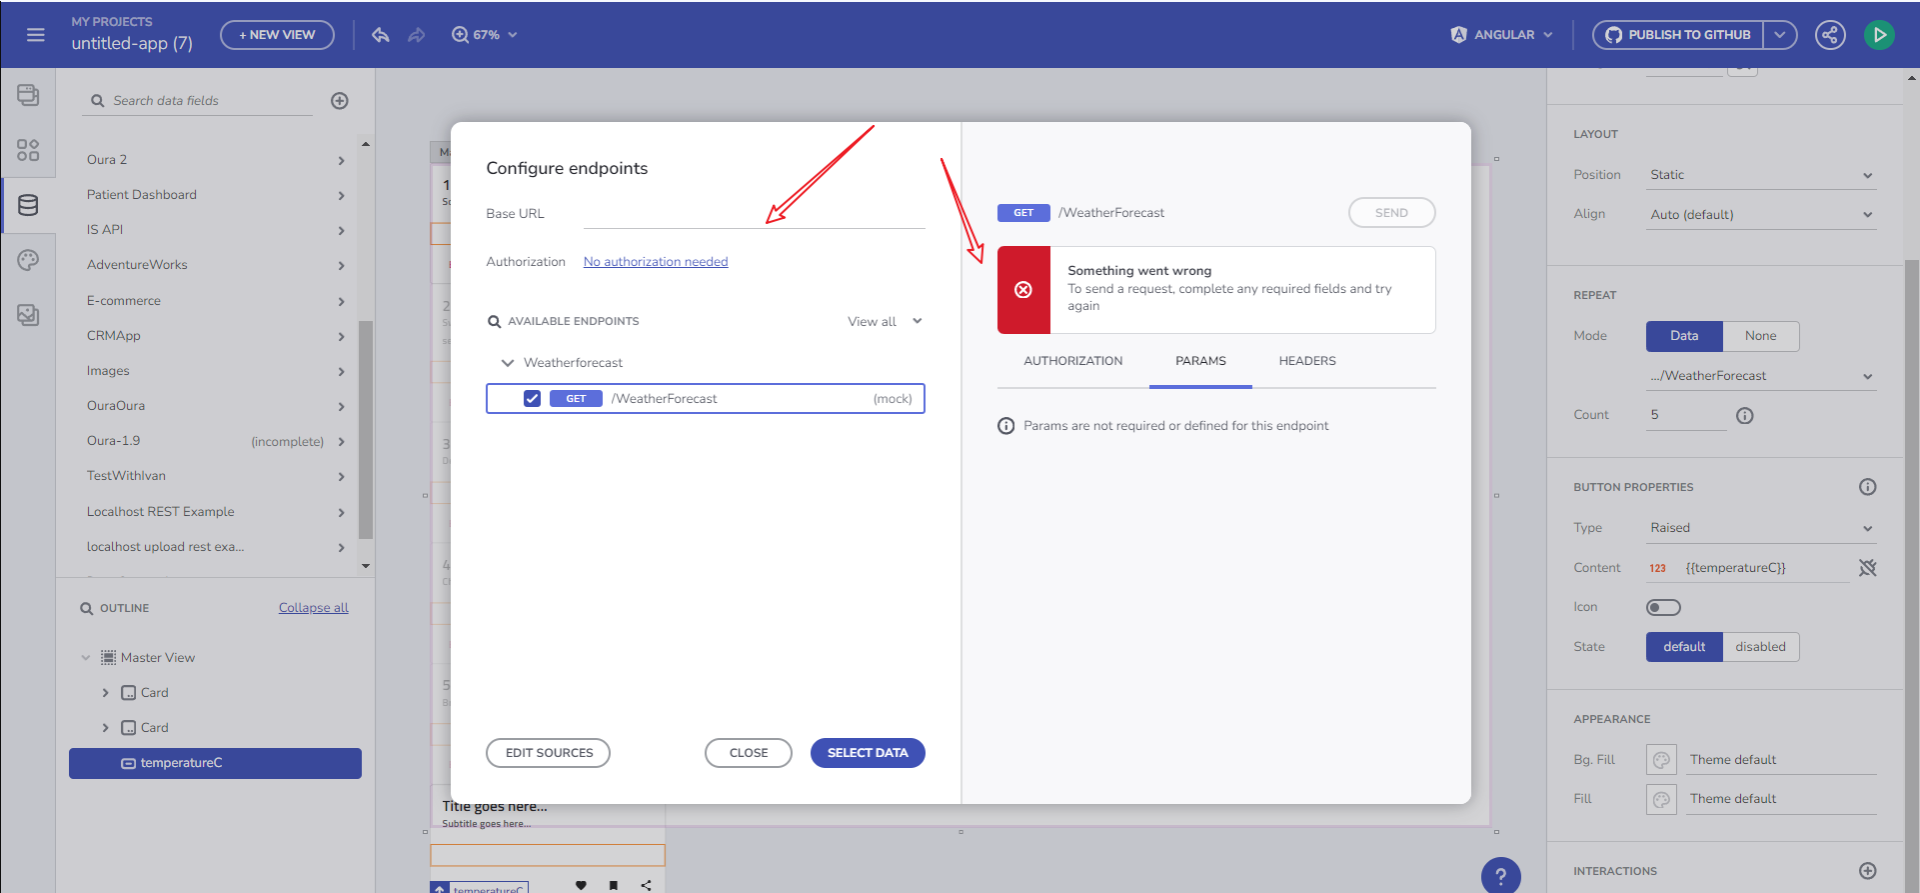 MY PROJECTS
untitled-app (7)
+ NEW VIEW
67%
ANGULAR
PUBLISH TO GITHUB
Search data fields
Oura 2
Patient Dashboard
IS API
AdventureWorks
E-commerce
CRMApp
Images
OuraOura
Oura-1.9 (incomplete)
TestWithIvan
Localhost REST Example
localhost upload rest exa...
OUTLINE
Collapse all
Master View
Card
Card
temperatureC
Configure endpoints
Base URL
Authorization No authorization needed
AVAILABLE ENDPOINTS
View all
Weatherforecast
GET /WeatherForecast (mock)
EDIT SOURCES
CLOSE
SELECT DATA
GET /WeatherForecast
SEND
Something went wrong
To send a request, complete any required fields and try
again
AUTHORIZATION
PARAMS
HEADERS
Params are not required or defined for this endpoint
Title goes here...
Subtitle goes here...
temperatureC
LAYOUT
Position Static
Align Auto (default)
REPEAT
Mode Data None
.../WeatherForecast
Count 5
BUTTON PROPERTIES
Type Raised
Content 123 {{temperatureC}}
Icon
State default disabled
APPEARANCE
Bg. Fill Theme default
Fill Theme default
INTERACTIONS
?